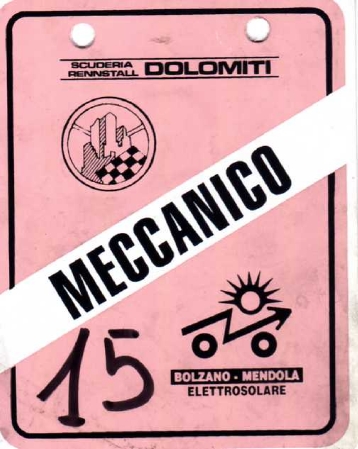 SCUDERIA
RENNSTALL DOLOMITI
MECCANICO
15
BOLZANO - MENDOLA
ELETTROSOLARE